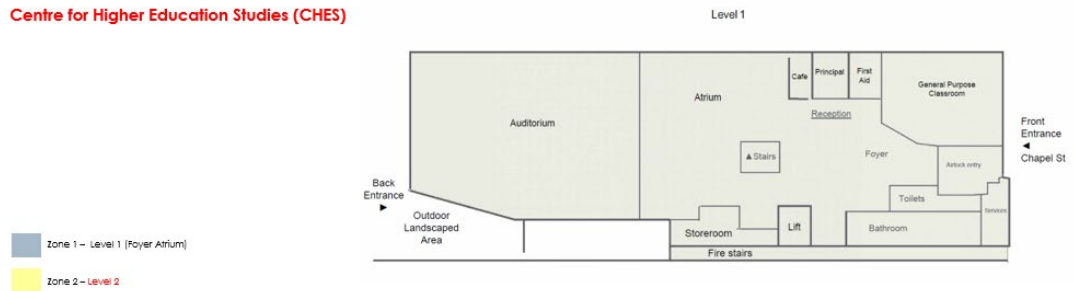 Centre for Higher Education Studies (CHES)
Level 1
Cafe
Principal
First
Aid
General Purpose
Classroom
Atrium
Reception
Auditorium
Front
Entrance
◀
Chapel St
▲Stairs
Foyer
Airlock entry
Back
Entrance
▶
Toilets
Services
Outdoor
Landscaped
Area
Storeroom
Lift
Bathroom
Fire stairs
Zone 1 – Level 1 (Foyer Atrium)
Zone 2 – Level 2